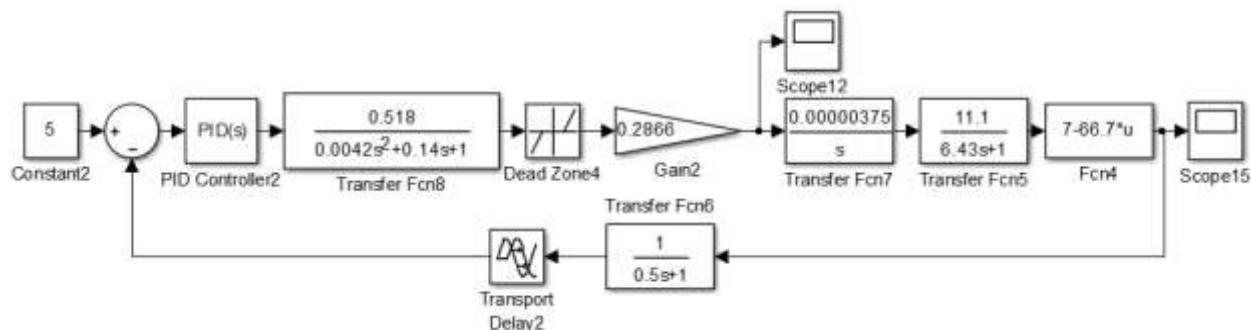 5
Constant2
+
−
PID(s)
PID Controller2
0.518
0.0042s²+0.14s+1
Transfer Fcn8
Dead Zone4
0.2866
Gain2
Scope12
0.00000375
s
Transfer Fcn7
11.1
6.43s+1
Transfer Fcn5
7-66.7*u
Fcn4
Scope15
Transfer Fcn6
1
0.5s+1
Transport
Delay2